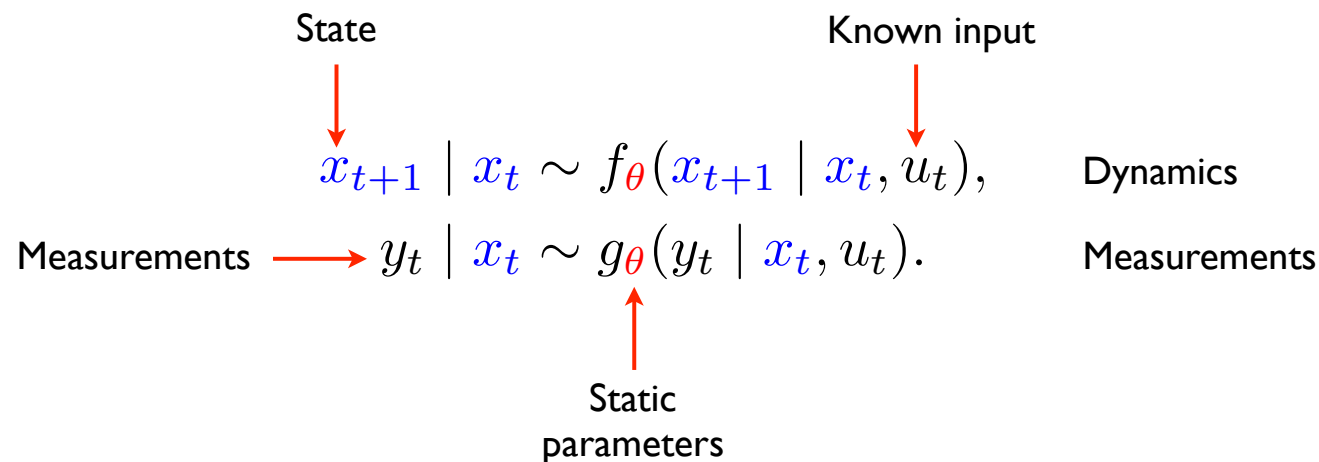 State Known input
x_{t+1} | x_t ∼ f_θ(x_{t+1} | x_t, u_t), Dynamics
Measurements y_t | x_t ∼ g_θ(y_t | x_t, u_t). Measurements
Static
parameters